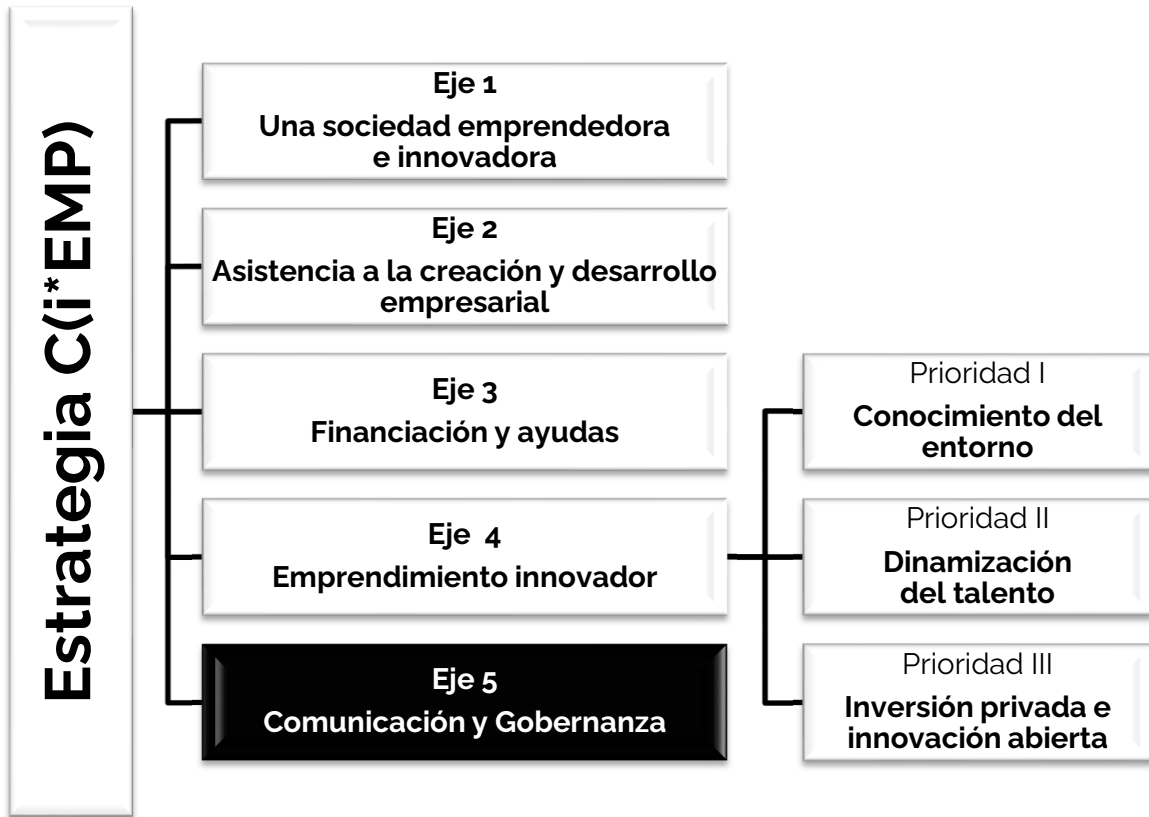 Estrategia C(i*EMP)
Eje 1
Una sociedad emprendedora
e innovadora
Eje 2
Asistencia a la creación y desarrollo
empresarial
Eje 3
Financiación y ayudas
Eje 4
Emprendimiento innovador
Eje 5
Comunicación y Gobernanza
Prioridad I
Conocimiento del
entorno
Prioridad II
Dinamización
del talento
Prioridad III
Inversión privada e
innovación abierta